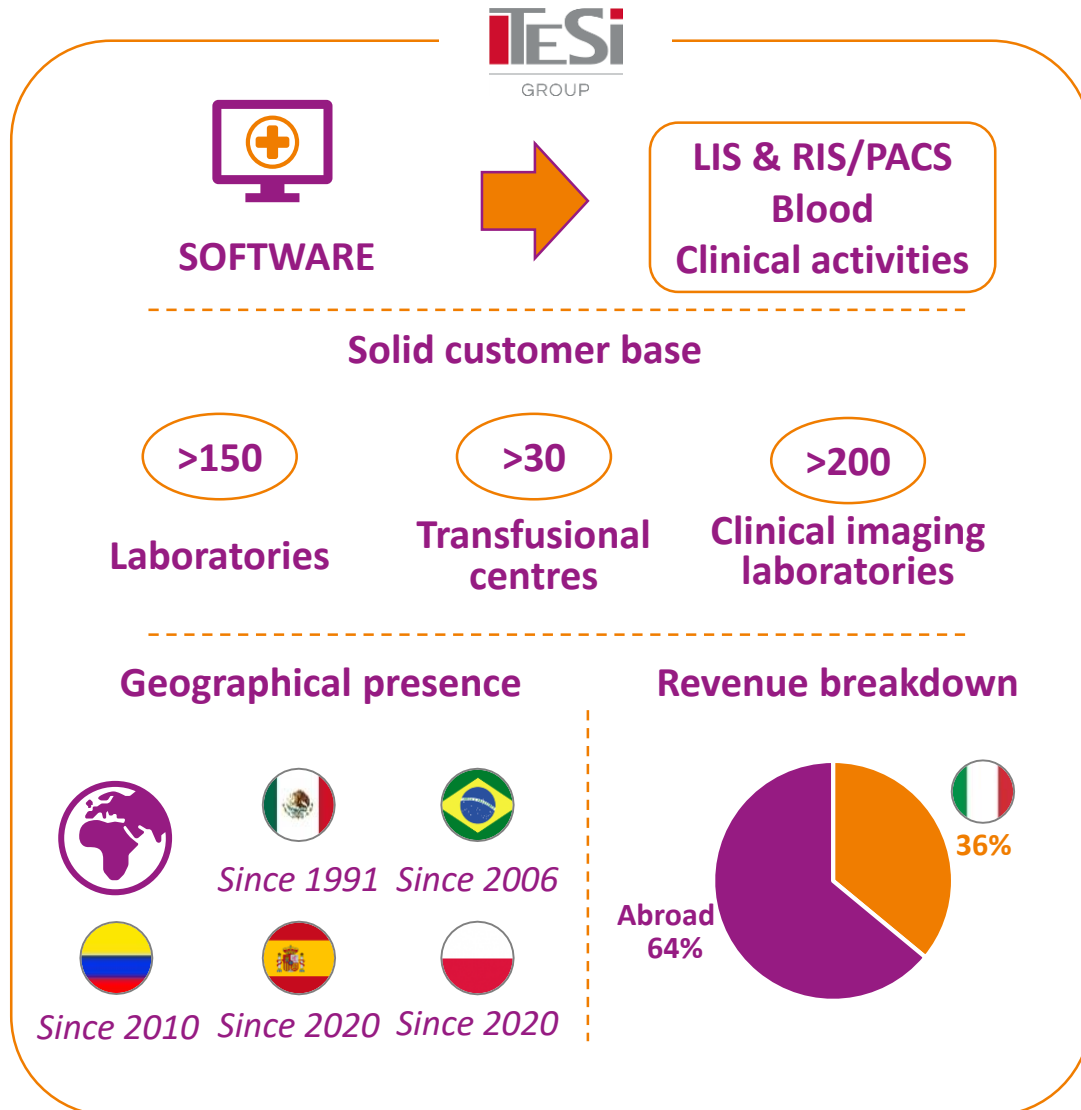 iTESi
GROUP
SOFTWARE
LIS & RIS/PACS
Blood
Clinical activities
Solid customer base
>150
>30
>200
Laboratories
Transfusional
centres
Clinical imaging
laboratories
Geographical presence
Since 1991
Since 2006
Since 2010
Since 2020
Since 2020
Revenue breakdown
36%
Abroad
64%